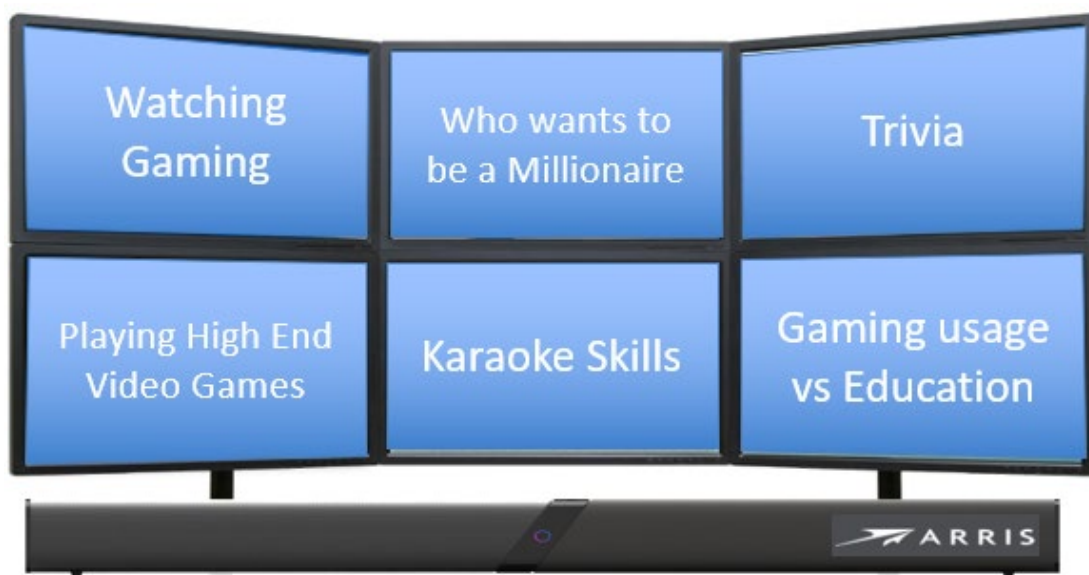 Watching
Gaming
Who wants to
be a Millionaire
Trivia
Playing High End
Video Games
Karaoke Skills
Gaming usage
vs Education
ARRIS